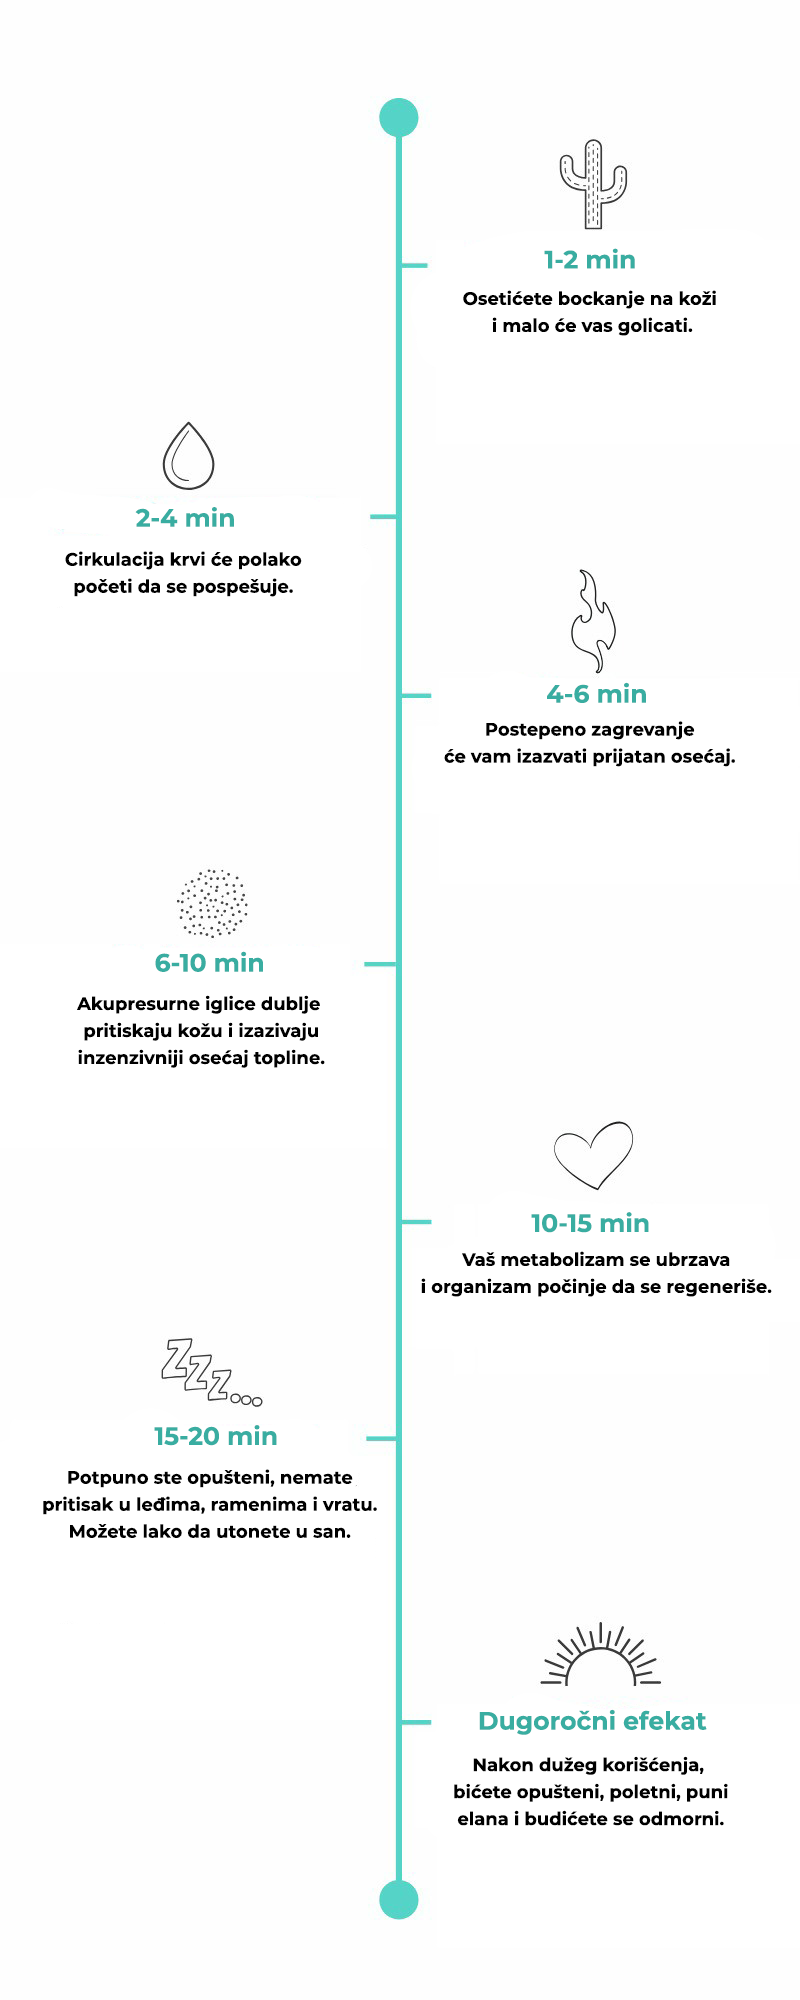 1-2 min
Osetićete bockanje na koži
i malo će vas golicati.
2-4 min
Cirkulacija krvi će polako
početi da se pospešuje.
4-6 min
Postepeno zagrevanje
će vam izazvati prijatan osećaj.
6-10 min
Akupresurne iglice dublje
pritiskaju kožu i izazivaju
inzenzivniji osećaj topline.
10-15 min
Vaš metabolizam se ubrzava
i organizam počinje da se regeneriše.
Zzz...
15-20 min
Potpuno ste opušteni, nemate
pritisak u leđima, ramenima i vratu.
Možete lako da utonete u san.
Dugoročni efekat
Nakon dužeg korišćenja,
bićete opušteni, poletni, puni
elana i budićete se odmorni.